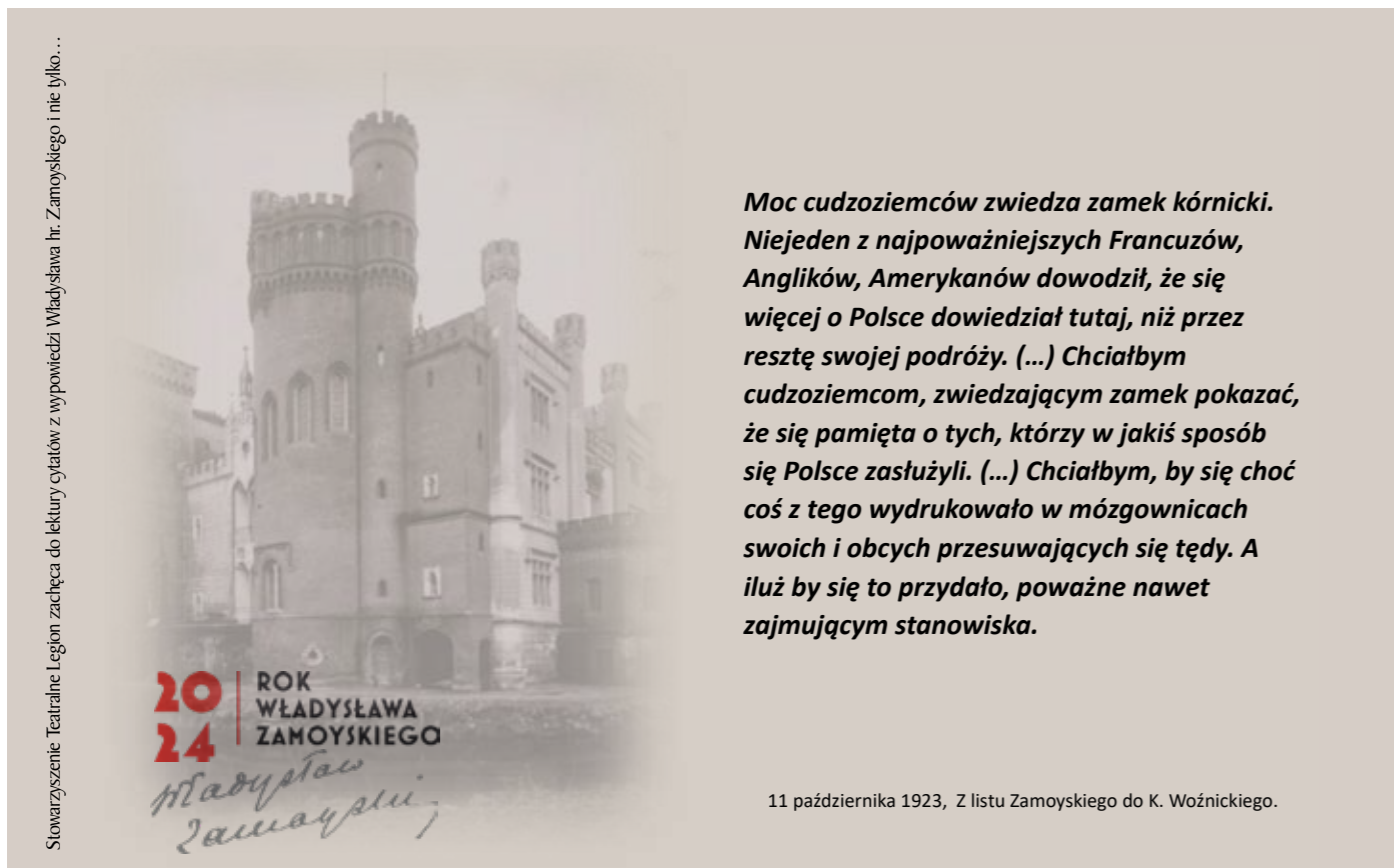 Stowarzyszenie Teatralne Legion zachęca do lektury cytatów z wypowiedzi Władysława hr. Zamoyskiego i nie tylko…
Moc cudzoziemców zwiedza zamek kórnicki.
Niejeden z najpoważniejszych Francuzów,
Anglików, Amerykanów dowodził, że się
więcej o Polsce dowiedział tutaj, niż przez
resztę swojej podróży. (…) Chciałbym
cudzoziemcom, zwiedzającym zamek pokazać,
że się pamięta o tych, którzy w jakiś sposób
się Polsce zasłużyli. (…) Chciałbym, by się choć
coś z tego wydrukowało w mózgownicach
swoich i obcych przesuwających się tędy. A
iluż by się to przydało, poważne nawet
zajmującym stanowiska.
20
24
ROK
WŁADYSŁAWA
ZAMOYSKIEGO
Władysław
Zamoyski
11 października 1923, Z listu Zamoyskiego do K. Woźnickiego.